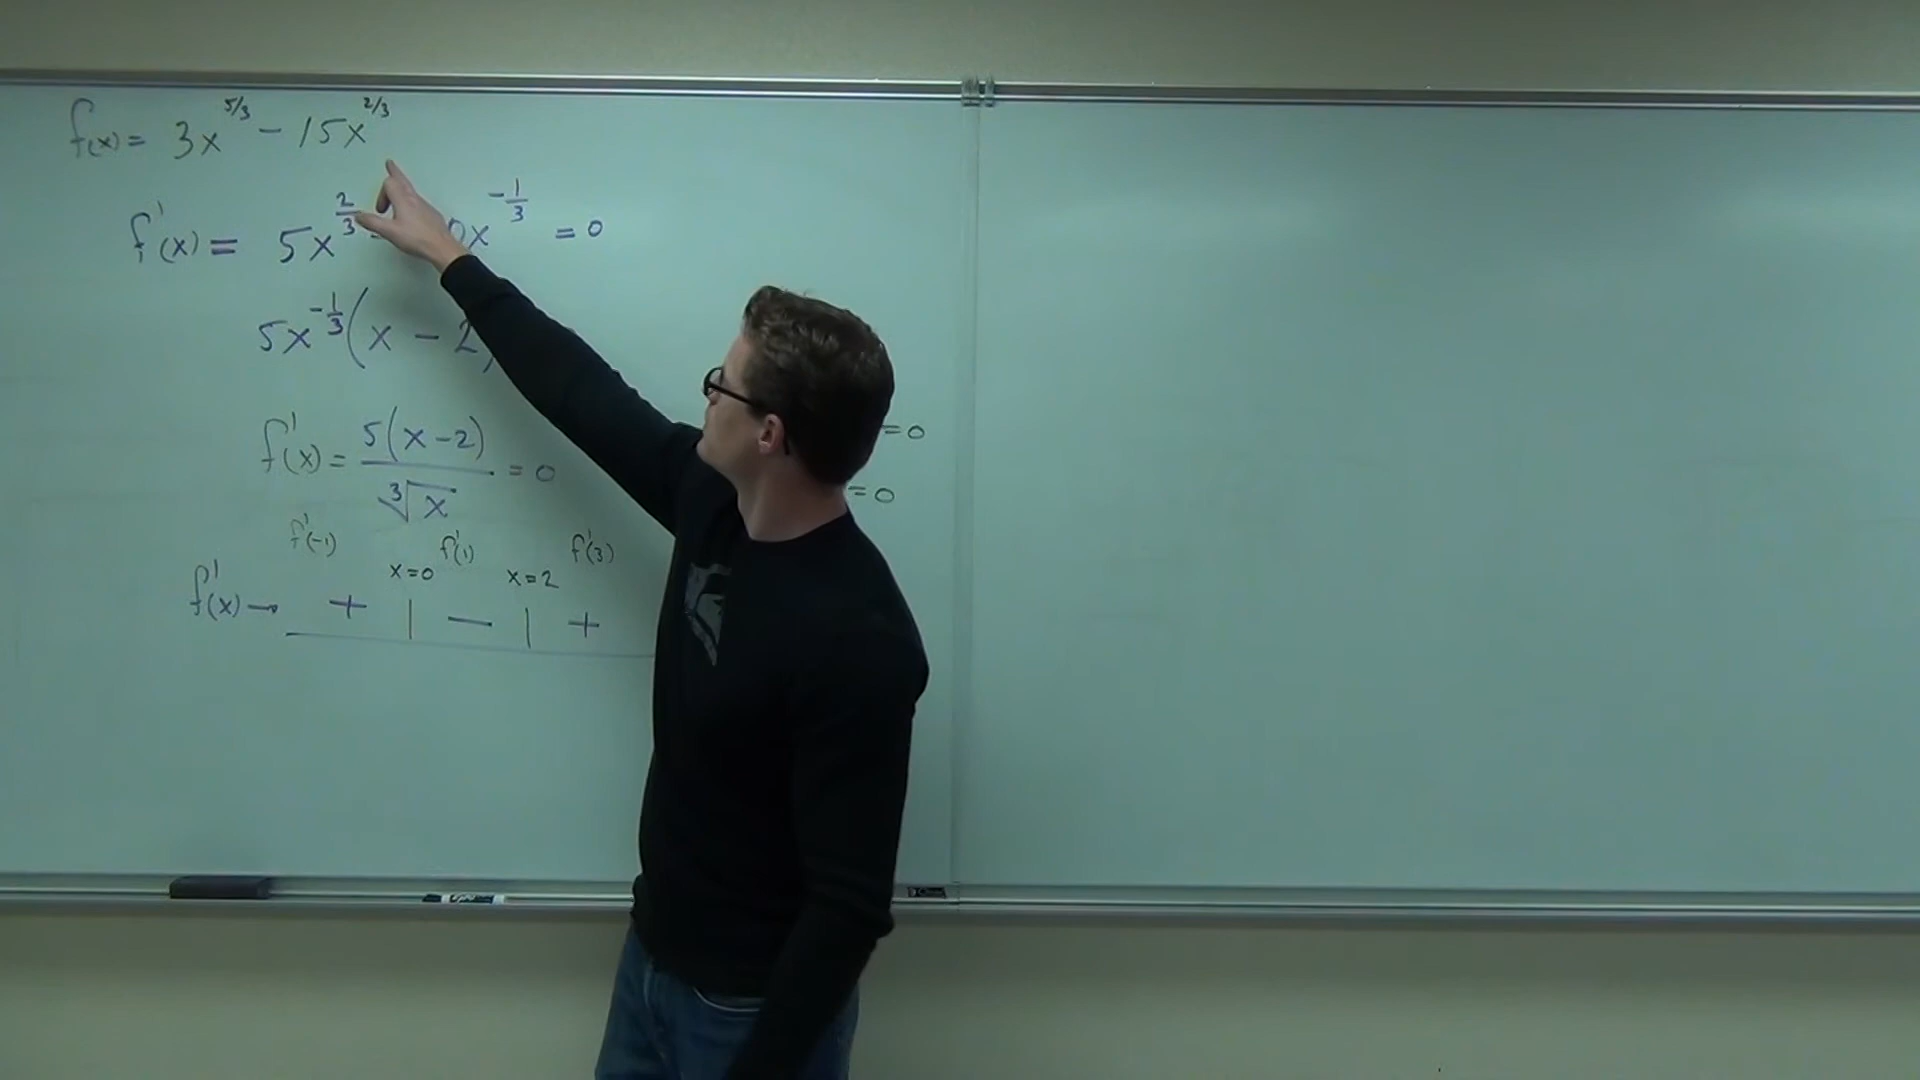 f(x) = 3x^5/3 − 15x^2/3
f'(x) = 5x^2/3 - 0x^-1/3 = 0
5x^-1/3 (x − 2)
f'(x) = 5(x−2)/∛x = 0
=0
=0
f'(-1) f'(1) f'(3)
x=0 x=2
f'(x) → + | − | +